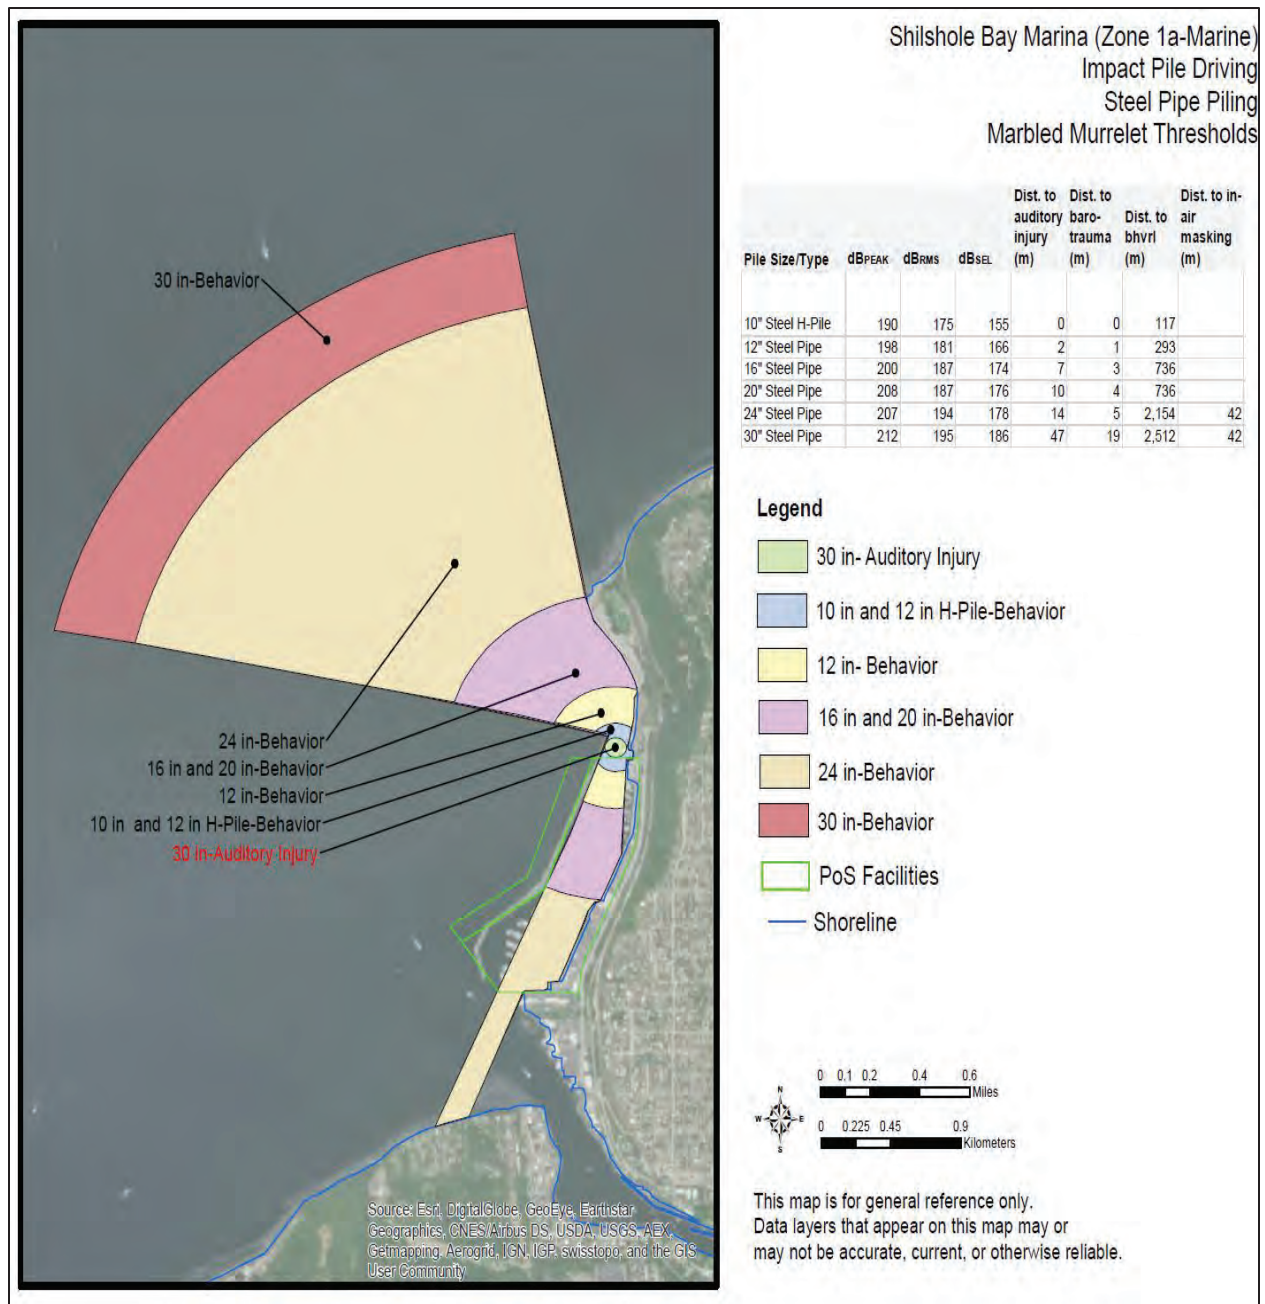 Shilshole Bay Marina (Zone 1a-Marine)
Impact Pile Driving
Steel Pipe Piling
Marbled Murrelet Thresholds
Pile Size/Type dBPEAK dBRMS dBSEL Dist. to auditory injury (m) Dist. to baro-trauma (m) Dist. to bhvrl (m) Dist. to in-air masking (m)
10" Steel H-Pile 190 175 155 0 0 117
12" Steel Pipe 198 181 166 2 1 293
16" Steel Pipe 200 187 174 7 3 736
20" Steel Pipe 208 187 176 10 4 736
24" Steel Pipe 207 194 178 14 5 2,154 42
30" Steel Pipe 212 195 186 47 19 2,512 42
30 in-Behavior
24 in-Behavior
16 in and 20 in-Behavior
12 in-Behavior
10 in and 12 in H-Pile-Behavior
30 in-Auditory Injury
Legend
30 in- Auditory Injury
10 in and 12 in H-Pile-Behavior
12 in- Behavior
16 in and 20 in-Behavior
24 in-Behavior
30 in-Behavior
PoS Facilities
Shoreline
N
W E
S
0 0.1 0.2 0.4 0.6
Miles
0 0.225 0.45 0.9
Kilometers
Source: Esri, DigitalGlobe, GeoEye, Earthstar
Geographics, CNES/Airbus DS, USDA, USGS, AEX,
Getmapping, Aerogrid, IGN, IGP, swisstopo, and the GIS
User Community
This map is for general reference only.
Data layers that appear on this map may or
may not be accurate, current, or otherwise reliable.